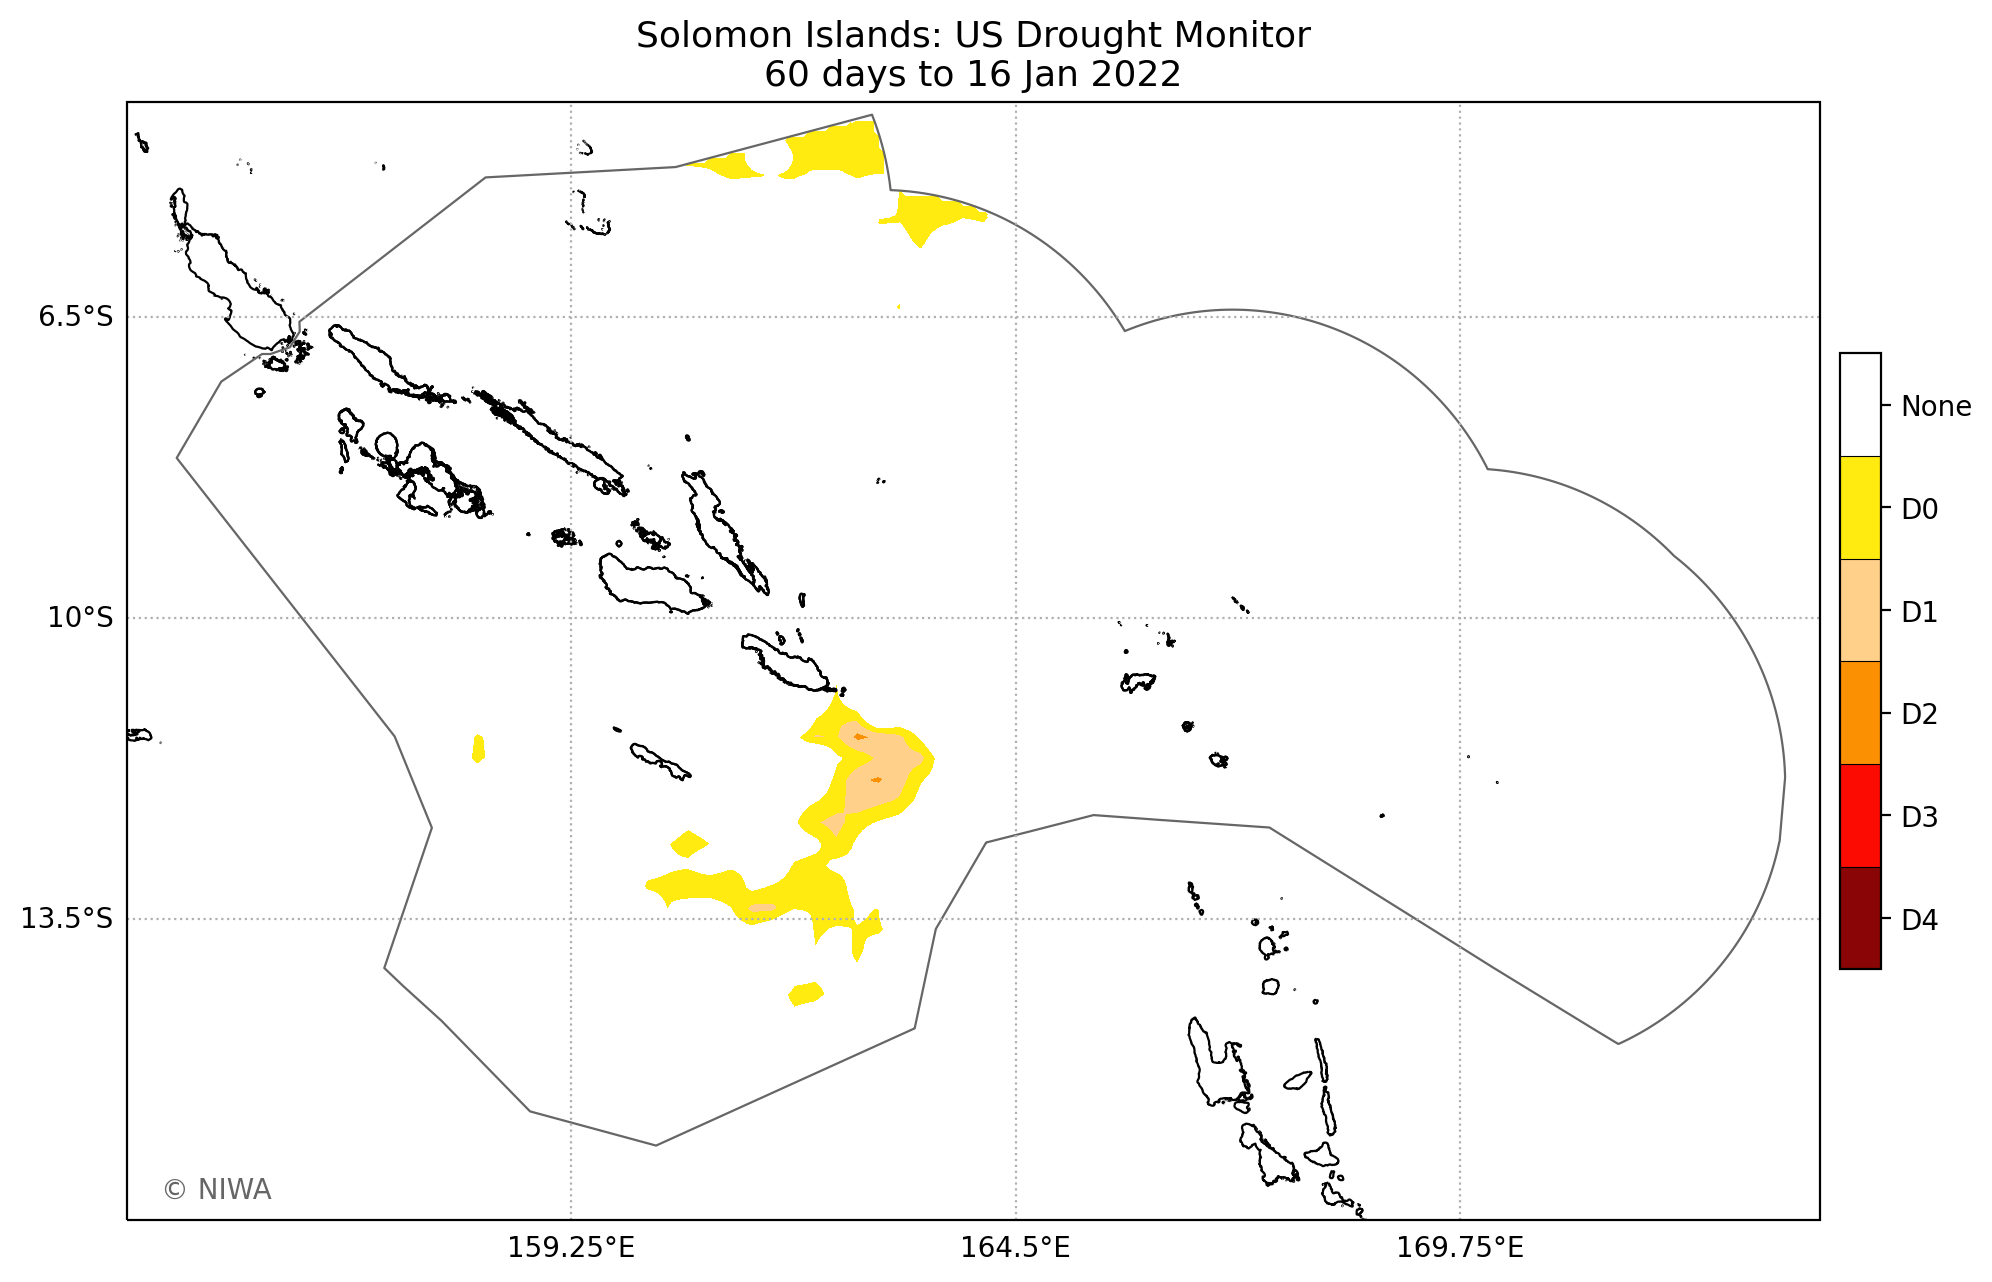 Solomon Islands: US Drought Monitor
60 days to 16 Jan 2022
6.5°S
10°S
13.5°S
159.25°E
164.5°E
169.75°E
None
D0
D1
D2
D3
D4
© NIWA